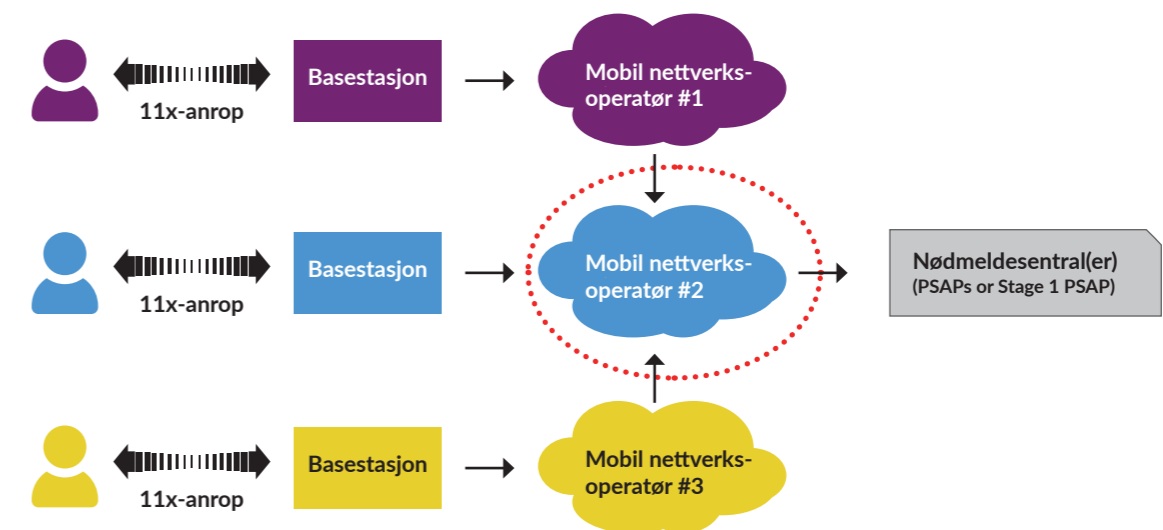 11x-anrop
Basestasjon
Mobil nettverks-
operatør #1
11x-anrop
Basestasjon
Mobil nettverks-
operatør #2
Nødmeldesentral(er)
(PSAPs or Stage 1 PSAP)
11x-anrop
Basestasjon
Mobil nettverks-
operatør #3